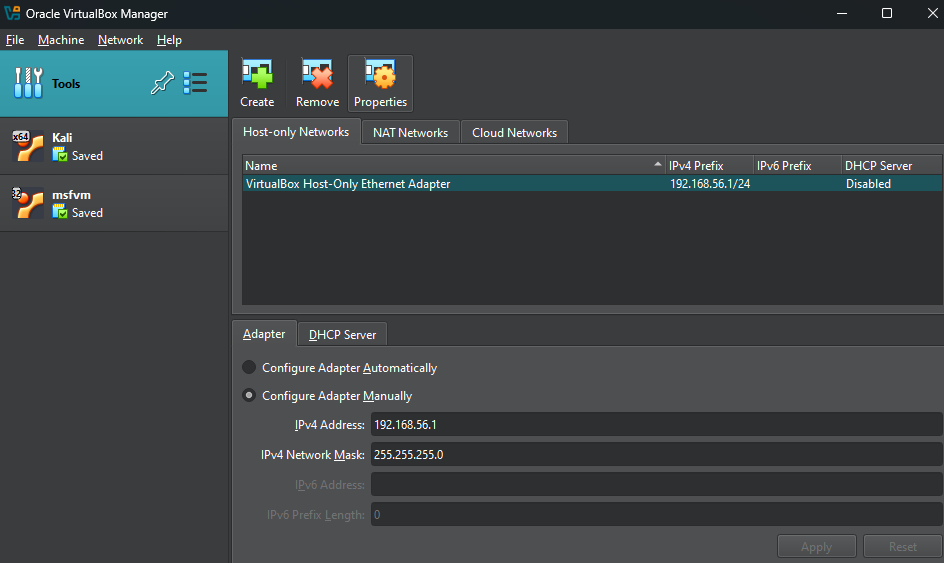 Oracle VirtualBox Manager
File Machine Network Help
Tools
Create Remove Properties
x64 Kali
Saved
32 msfvm
Saved
Host-only Networks NAT Networks Cloud Networks
Name IPv4 Prefix IPv6 Prefix DHCP Server
VirtualBox Host-Only Ethernet Adapter 192.168.56.1/24 Disabled
Adapter DHCP Server
Configure Adapter Automatically
Configure Adapter Manually
IPv4 Address: 192.168.56.1
IPv4 Network Mask: 255.255.255.0
IPv6 Address:
IPv6 Prefix Length: 0
Apply Reset